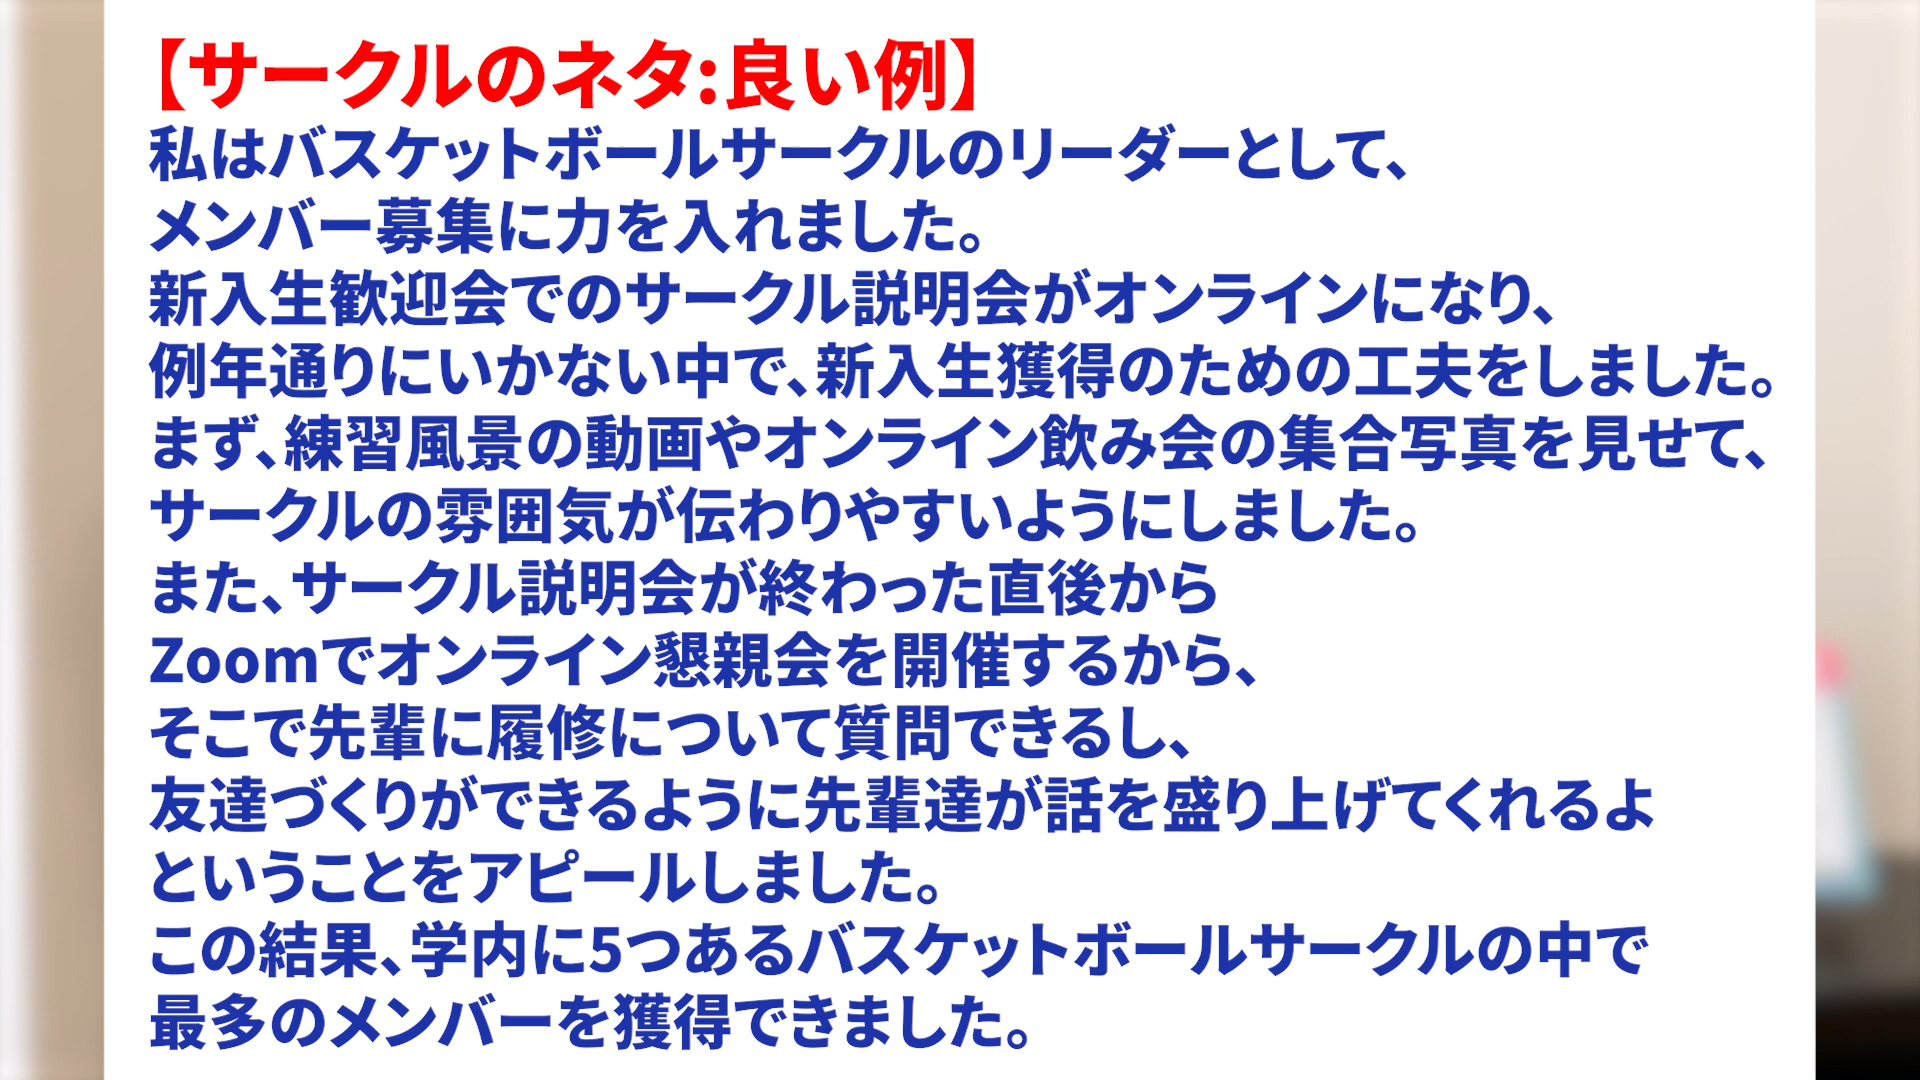 【サークルのネタ:良い例】
私はバスケットボールサークルのリーダーとして、
メンバー募集に力を入れました。
新入生歓迎会でのサークル説明会がオンラインになり、
例年通りにいかない中で、新入生獲得のための工夫をしました。
まず、練習風景の動画やオンライン飲み会の集合写真を見せて、
サークルの雰囲気が伝わりやすいようにしました。
また、サークル説明会が終わった直後から
Zoomでオンライン懇親会を開催するから、
そこで先輩に履修について質問できるし、
友達づくりができるように先輩達が話を盛り上げてくれるよ
ということをアピールしました。
この結果、学内に5つあるバスケットボールサークルの中で
最多のメンバーを獲得できました。